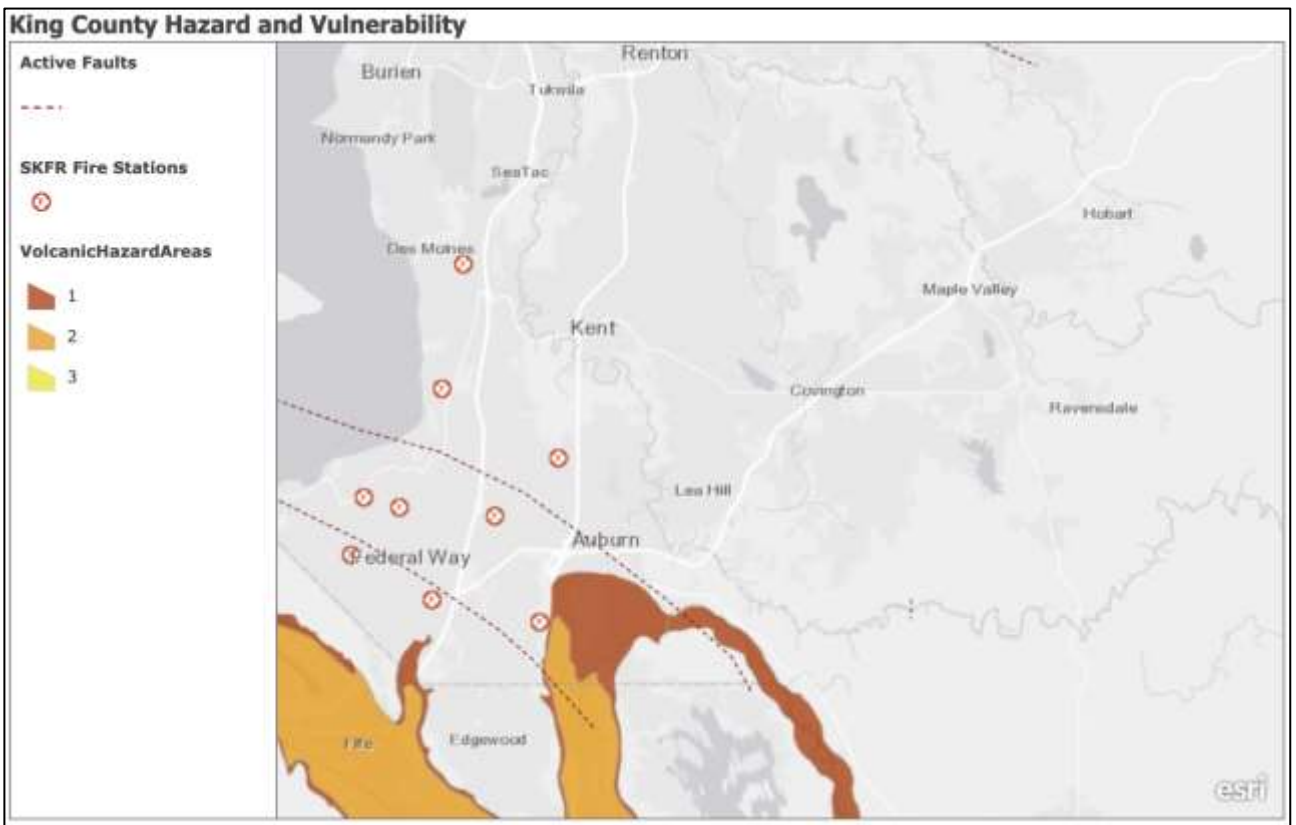 King County Hazard and Vulnerability
Active Faults
SKFR Fire Stations
VolcanicHazardAreas
1
2
3
Renton
Burien
Tukwila
Normandy Park
SeaTac
Hobart
Des Moines
Maple Valley
Kent
Covington
Ravensdale
Lea Hill
Auburn
Federal Way
Fife
Edgewood
esri